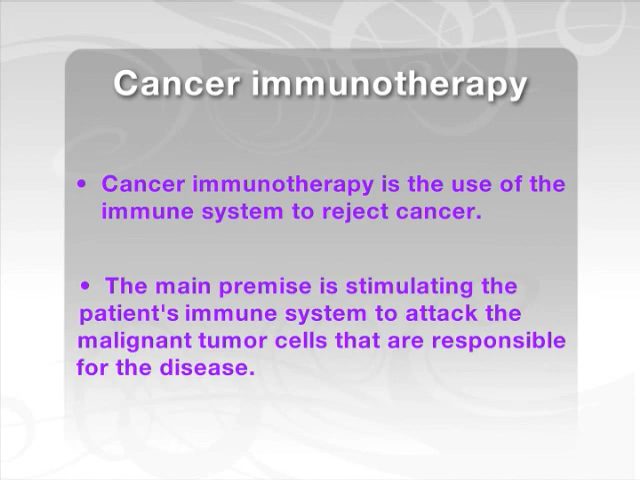 Cancer immunotherapy
• Cancer immunotherapy is the use of the
immune system to reject cancer.
• The main premise is stimulating the
patient's immune system to attack the
malignant tumor cells that are responsible
for the disease.